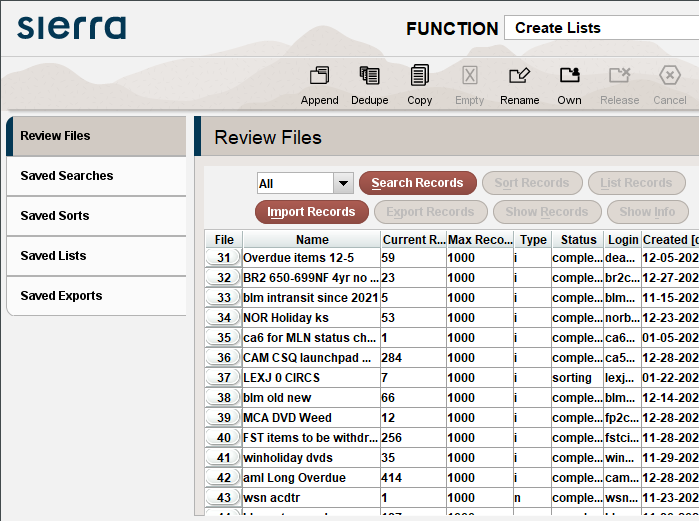 sierra
FUNCTION Create Lists
Append Dedupe Copy Empty Rename Own Release Cancel
Review Files
Saved Searches
Saved Sorts
Saved Lists
Saved Exports
Review Files
All Search Records Sort Records List Records
Import Records Export Records Show Records Show Info
File Name Current R... Max Reco... Type Status Login Created [d
31 Overdue items 12-5 59 1000 i comple... dea... 12-05-202
32 BR2 650-699NF 4yr no ... 23 1000 i comple... br2c... 12-27-202
33 blm intransit since 2021 5 1000 i comple... blm... 11-15-202
34 NOR Holiday ks 53 1000 i comple... norb... 12-23-202
35 ca6 for MLN status ch... 1 1000 i comple... ca6... 01-05-202
36 CAM CSQ launchpad ... 284 1000 i comple... ca5... 12-28-202
37 LEXJ 0 CIRCS 7 1000 i sorting lexj... 01-22-202
38 blm old new 66 1000 i comple... blm... 12-14-202
39 MCA DVD Weed 12 1000 i comple... fp2c... 12-28-202
40 FST items to be withdr... 256 1000 i comple... fstci... 11-28-202
41 winholiday dvds 35 1000 i comple... win... 11-29-202
42 aml Long Overdue 414 1000 i comple... cam... 12-28-202
43 wsn acdtr 1 1000 n comple... wsn... 11-23-202